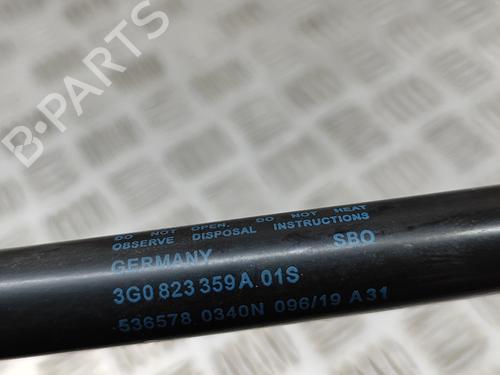 B-PARTS
DO NOT OPEN, DO NOT HEAT
OBSERVE DISPOSAL INSTRUCTIONS
GERMANY SBO
3G0 823 359 A 01S
536578 0340N 096/19 A31